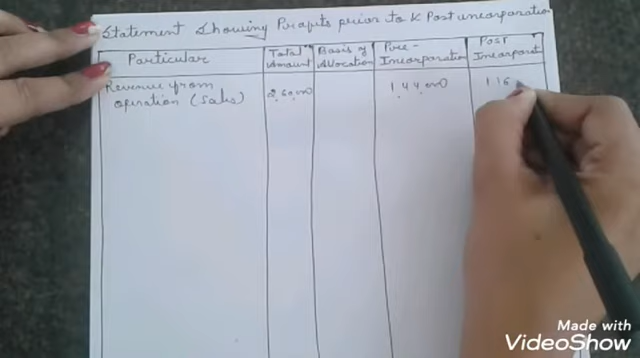 Statement Showing Profits prior to & Post incorporation
Particular
Total Amount
Basis of Allocation
Pre-Incorporation
Post Incorporat
Revenue from operation (Sales)
2,60,000
1,44,000
1 16
Made with
VideoShow